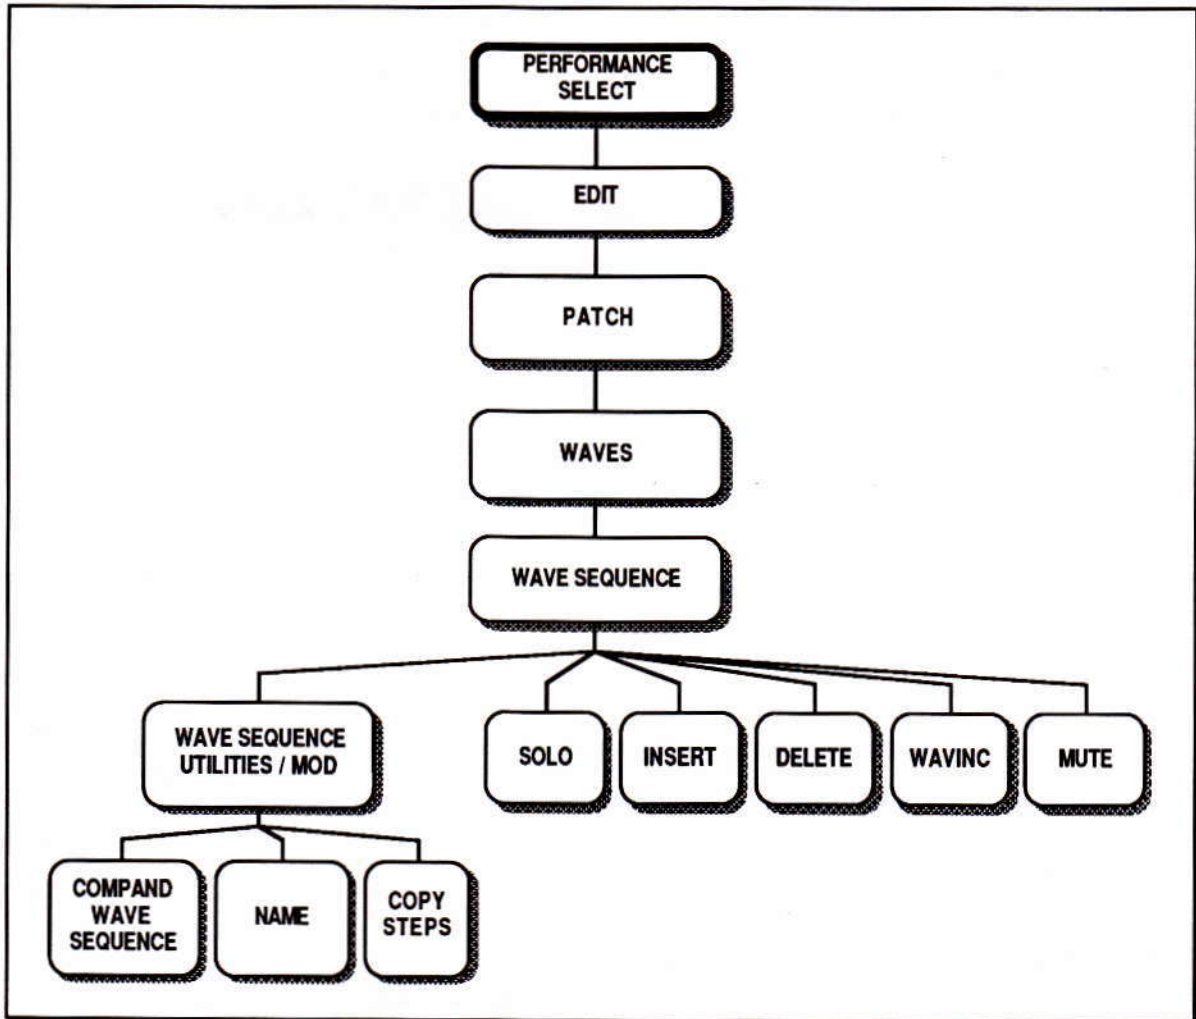 PERFORMANCE
SELECT
EDIT
PATCH
WAVES
WAVE SEQUENCE
WAVE SEQUENCE
UTILITIES / MOD
SOLO
INSERT
DELETE
WAVINC
MUTE
COMPAND
WAVE
SEQUENCE
NAME
COPY
STEPS